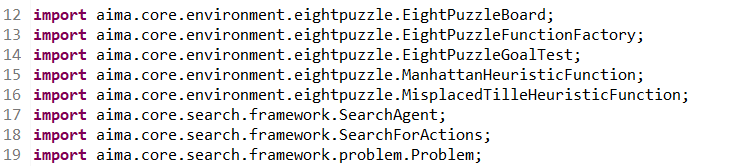 12 import aima.core.environment.eightpuzzle.EightPuzzleBoard;
13 import aima.core.environment.eightpuzzle.EightPuzzleFunctionFactory;
14 import aima.core.environment.eightpuzzle.EightPuzzleGoalTest;
15 import aima.core.environment.eightpuzzle.ManhattanHeuristicFunction;
16 import aima.core.environment.eightpuzzle.MisplacedTilleHeuristicFunction;
17 import aima.core.search.framework.SearchAgent;
18 import aima.core.search.framework.SearchForActions;
19 import aima.core.search.framework.problem.Problem;